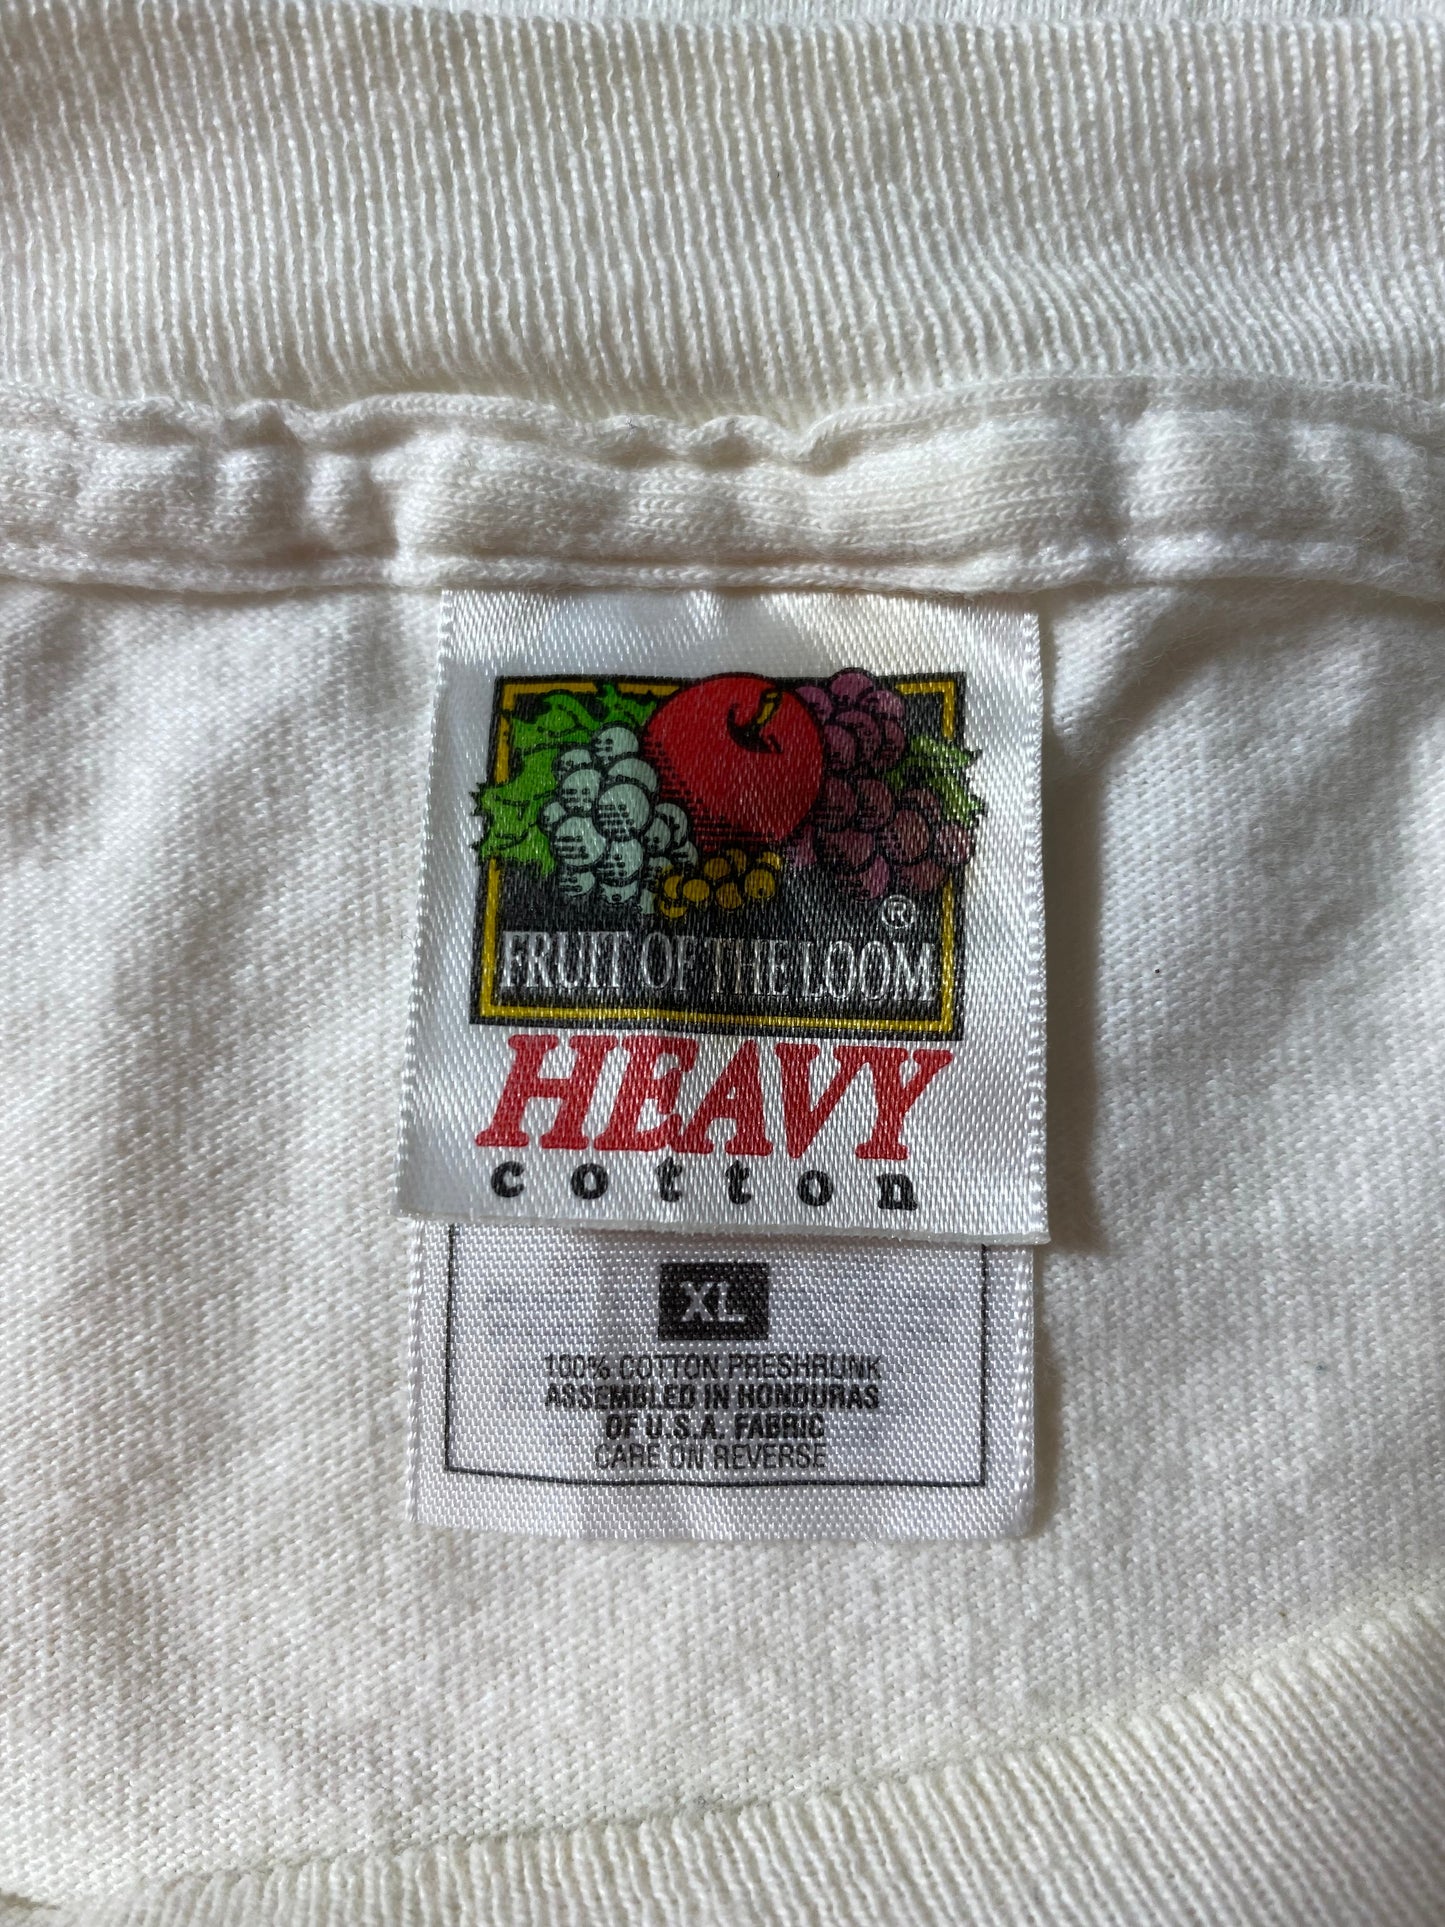 ®
FRUIT OF THE LOOM
HEAVY
cotton
XL
100% COTTON PRESHRUNK
ASSEMBLED IN HONDURAS
OF U.S.A. FABRIC
CARE ON REVERSE